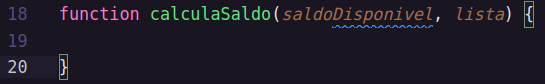 18 function calculaSaldo(saldoDisponivel, lista) {
19
20 }